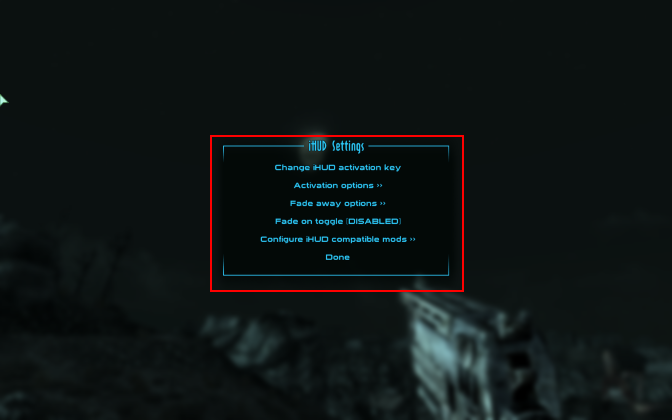 iHUD Settings
Change iHUD activation key
Activation options >>
Fade away options >>
Fade on toggle [DISABLED]
Configure iHUD compatible mods >>
Done